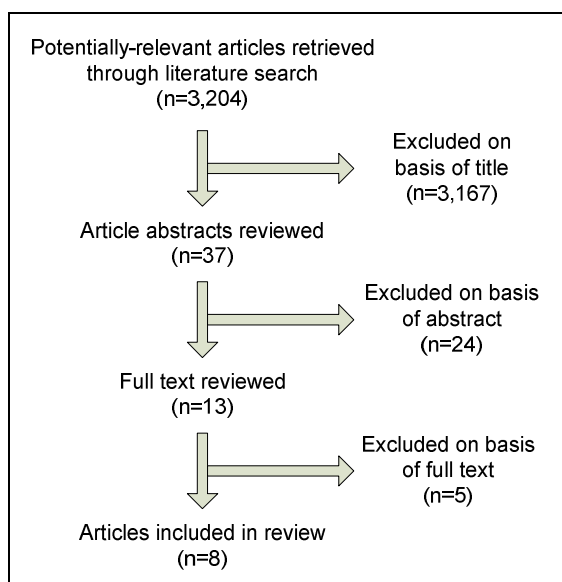 Potentially-relevant articles retrieved
through literature search
(n=3,204)
Excluded on
basis of title
(n=3,167)
Article abstracts reviewed
(n=37)
Excluded on basis
of abstract
(n=24)
Full text reviewed
(n=13)
Excluded on basis
of full text
(n=5)
Articles included in review
(n=8)